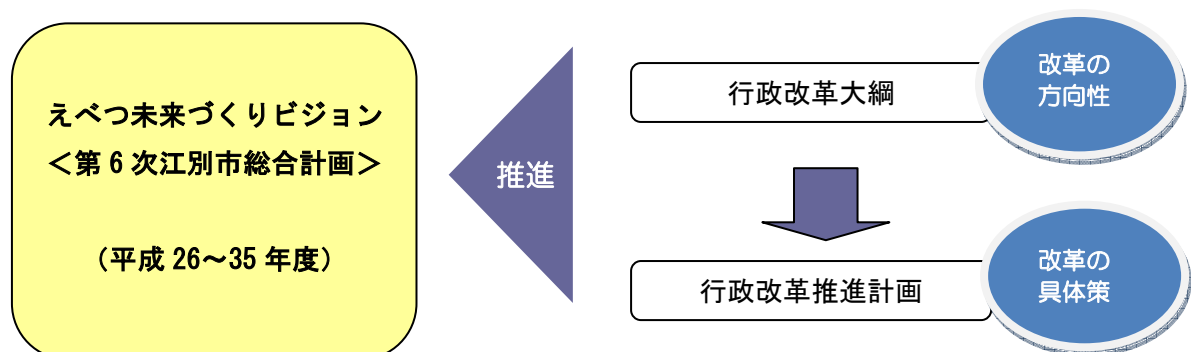 えべつ未来づくりビジョン
＜第６次江別市総合計画＞
（平成 26～35 年度）
推進
行政改革大綱
改革の
方向性
行政改革推進計画
改革の
具体策